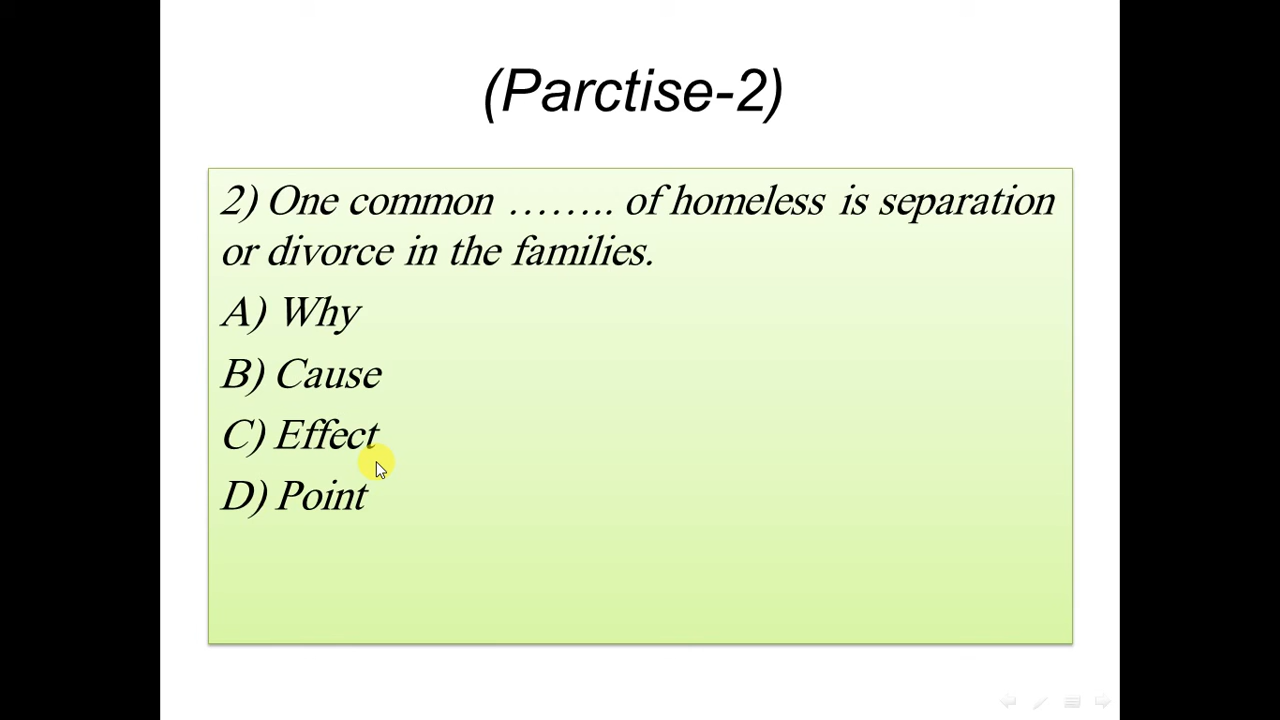 (Parctise-2)
2) One common …….. of homeless is separation
or divorce in the families.
A) Why
B) Cause
C) Effect
D) Point